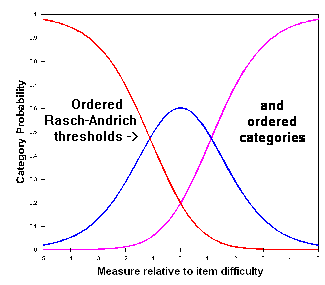 Ordered
Rasch-Andrich
thresholds ->
and
ordered
categories
Category Probability
Measure relative to item difficulty